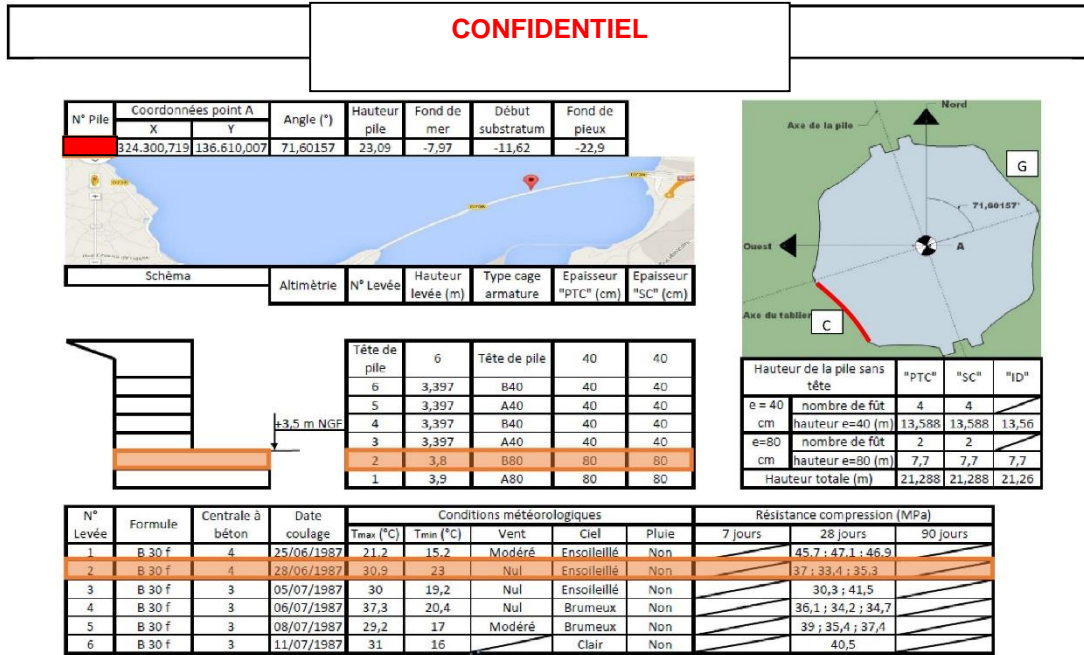 CONFIDENTIEL
N° Pile Coordonnées point A Angle (°) Hauteur pile Fond de mer Début substratum Fond de pieux
X Y
324.300,719 136.610,007 71,60157 23,09 -7,97 -11,62 -22,9
Schèma Altimètrie N° Levée Hauteur levée (m) Type cage armature Epaisseur "PTC" (cm) Epaisseur "SC" (cm)
+3,5 m NGF
Tête de pile 6 Tête de pile 40 40
6 3,397 B40 40 40
5 3,397 A40 40 40
4 3,397 B40 40 40
3 3,397 A40 40 40
2 3,8 B80 80 80
1 3,9 A80 80 80
Nord
Axe de la pile
G
71,60157°
Ouest
A
Axe du tablier
C
Hauteur de la pile sans tête "PTC" "SC" "ID"
e = 40 cm nombre de fût 4 4
hauteur e=40 (m) 13,588 13,588 13,56
e=80 cm nombre de fût 2 2
hauteur e=80 (m) 7,7 7,7 7,7
Hauteur totale (m) 21,288 21,288 21,26
N° Levée Formule Centrale à béton Date coulage Conditions météorologiques Résistance compression (MPa)
Tmax (°C) Tmin (°C) Vent Ciel Pluie 7 jours 28 jours 90 jours
1 B 30 f 4 25/06/1987 21,2 15,2 Modéré Ensoileillé Non 45,7 ; 47,1 ; 46,9
2 B 30 f 4 28/06/1987 30,9 23 Nul Ensoileillé Non 37 ; 33,4 ; 35,3
3 B 30 f 3 05/07/1987 30 19,2 Nul Ensoileillé Non 30,3 ; 41,5
4 B 30 f 3 06/07/1987 37,3 20,4 Nul Brumeux Non 36,1 ; 34,2 ; 34,7
5 B 30 f 3 08/07/1987 29,2 17 Modéré Brumeux Non 39 ; 35,4 ; 37,4
6 B 30 f 3 11/07/1987 31 16 Clair Non 40,5